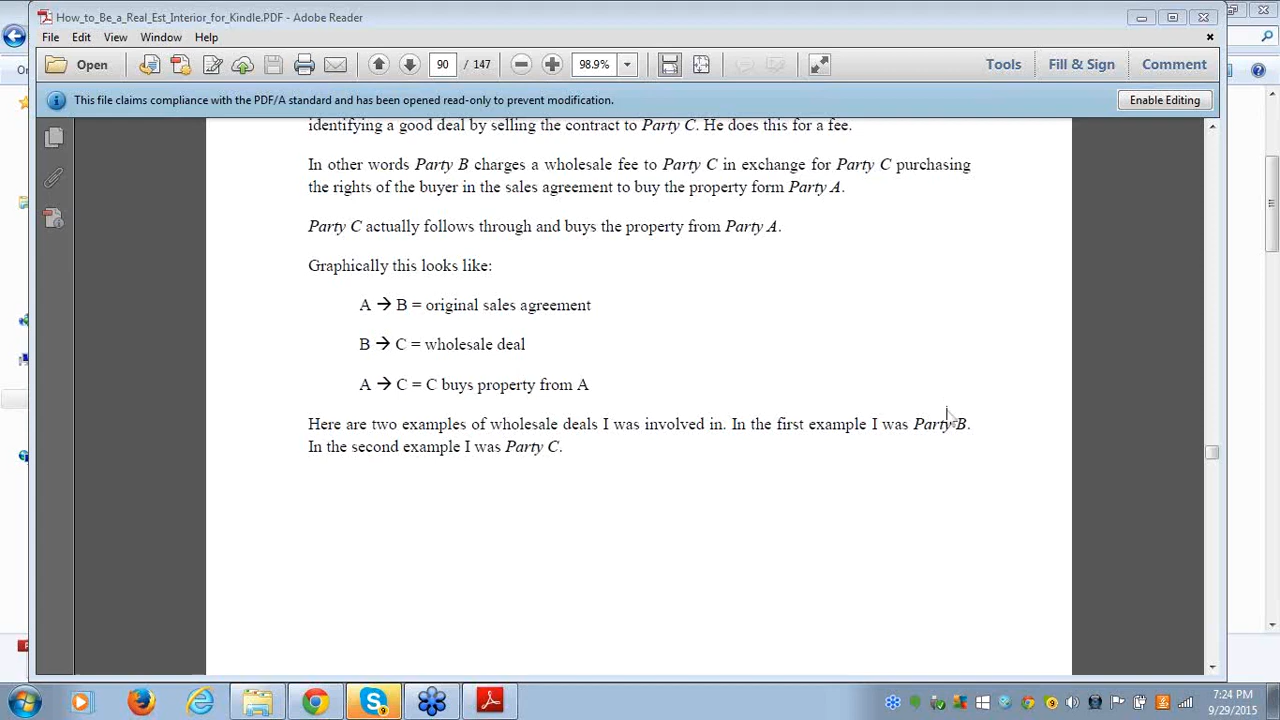 How_to_Be_a_Real_Est_Interior_for_Kindle.PDF - Adobe Reader
File Edit View Window Help
Open 90 / 147 98.9% Tools Fill & Sign Comment
This file claims compliance with the PDF/A standard and has been opened read-only to prevent modification. Enable Editing
identifying a good deal by selling the contract to Party C. He does this for a fee.
In other words Party B charges a wholesale fee to Party C in exchange for Party C purchasing
the rights of the buyer in the sales agreement to buy the property form Party A.
Party C actually follows through and buys the property from Party A.
Graphically this looks like:
A → B = original sales agreement
B → C = wholesale deal
A → C = C buys property from A
Here are two examples of wholesale deals I was involved in. In the first example I was Party B.
In the second example I was Party C.
7:24 PM
9/29/2015